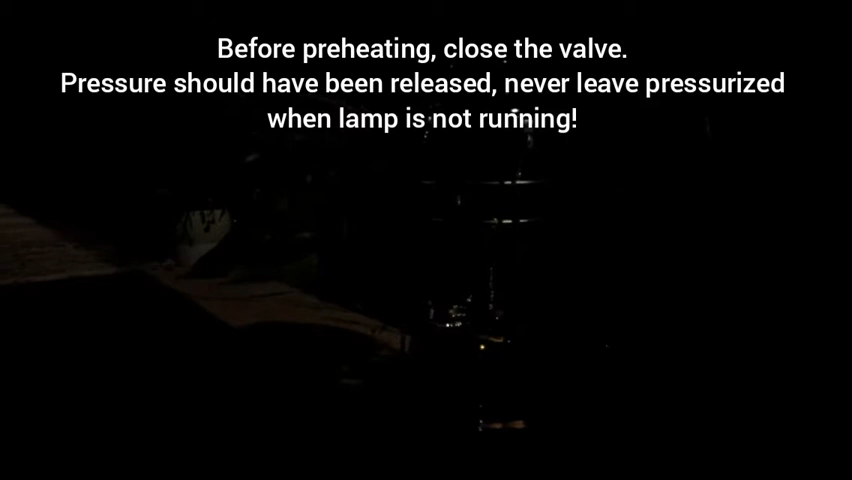 Before preheating, close the valve.
Pressure should have been released, never leave pressurized
when lamp is not running!